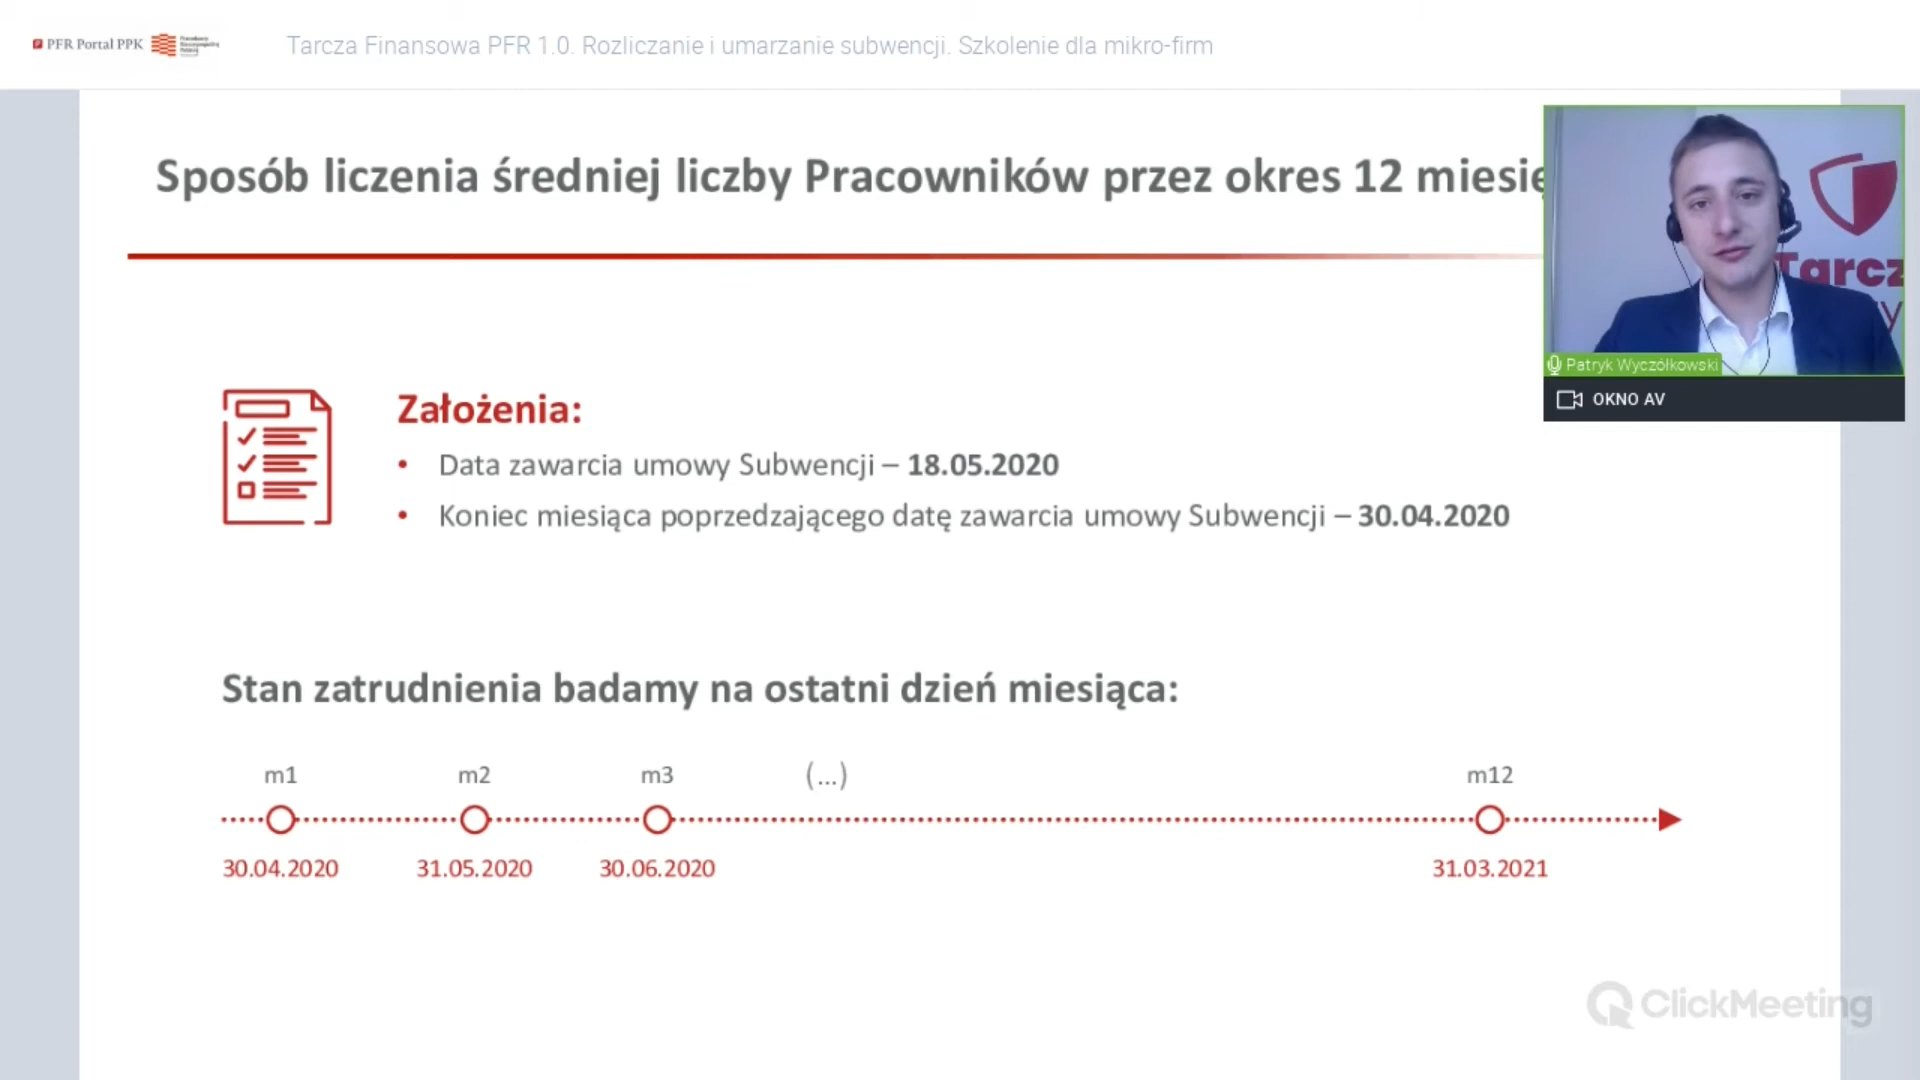 PFR Portal PPK
Tarcza Finansowa PFR 1.0. Rozliczanie i umarzanie subwencji. Szkolenie dla mikro-firm
Sposób liczenia średniej liczby Pracowników przez okres 12 miesię
Tarcz
Patryk Wyczółkowski
OKNO AV
Założenia:
• Data zawarcia umowy Subwencji – 18.05.2020
• Koniec miesiąca poprzedzającego datę zawarcia umowy Subwencji – 30.04.2020
Stan zatrudnienia badamy na ostatni dzień miesiąca:
m1 m2 m3 (...) m12
30.04.2020 31.05.2020 30.06.2020 31.03.2021
ClickMeeting